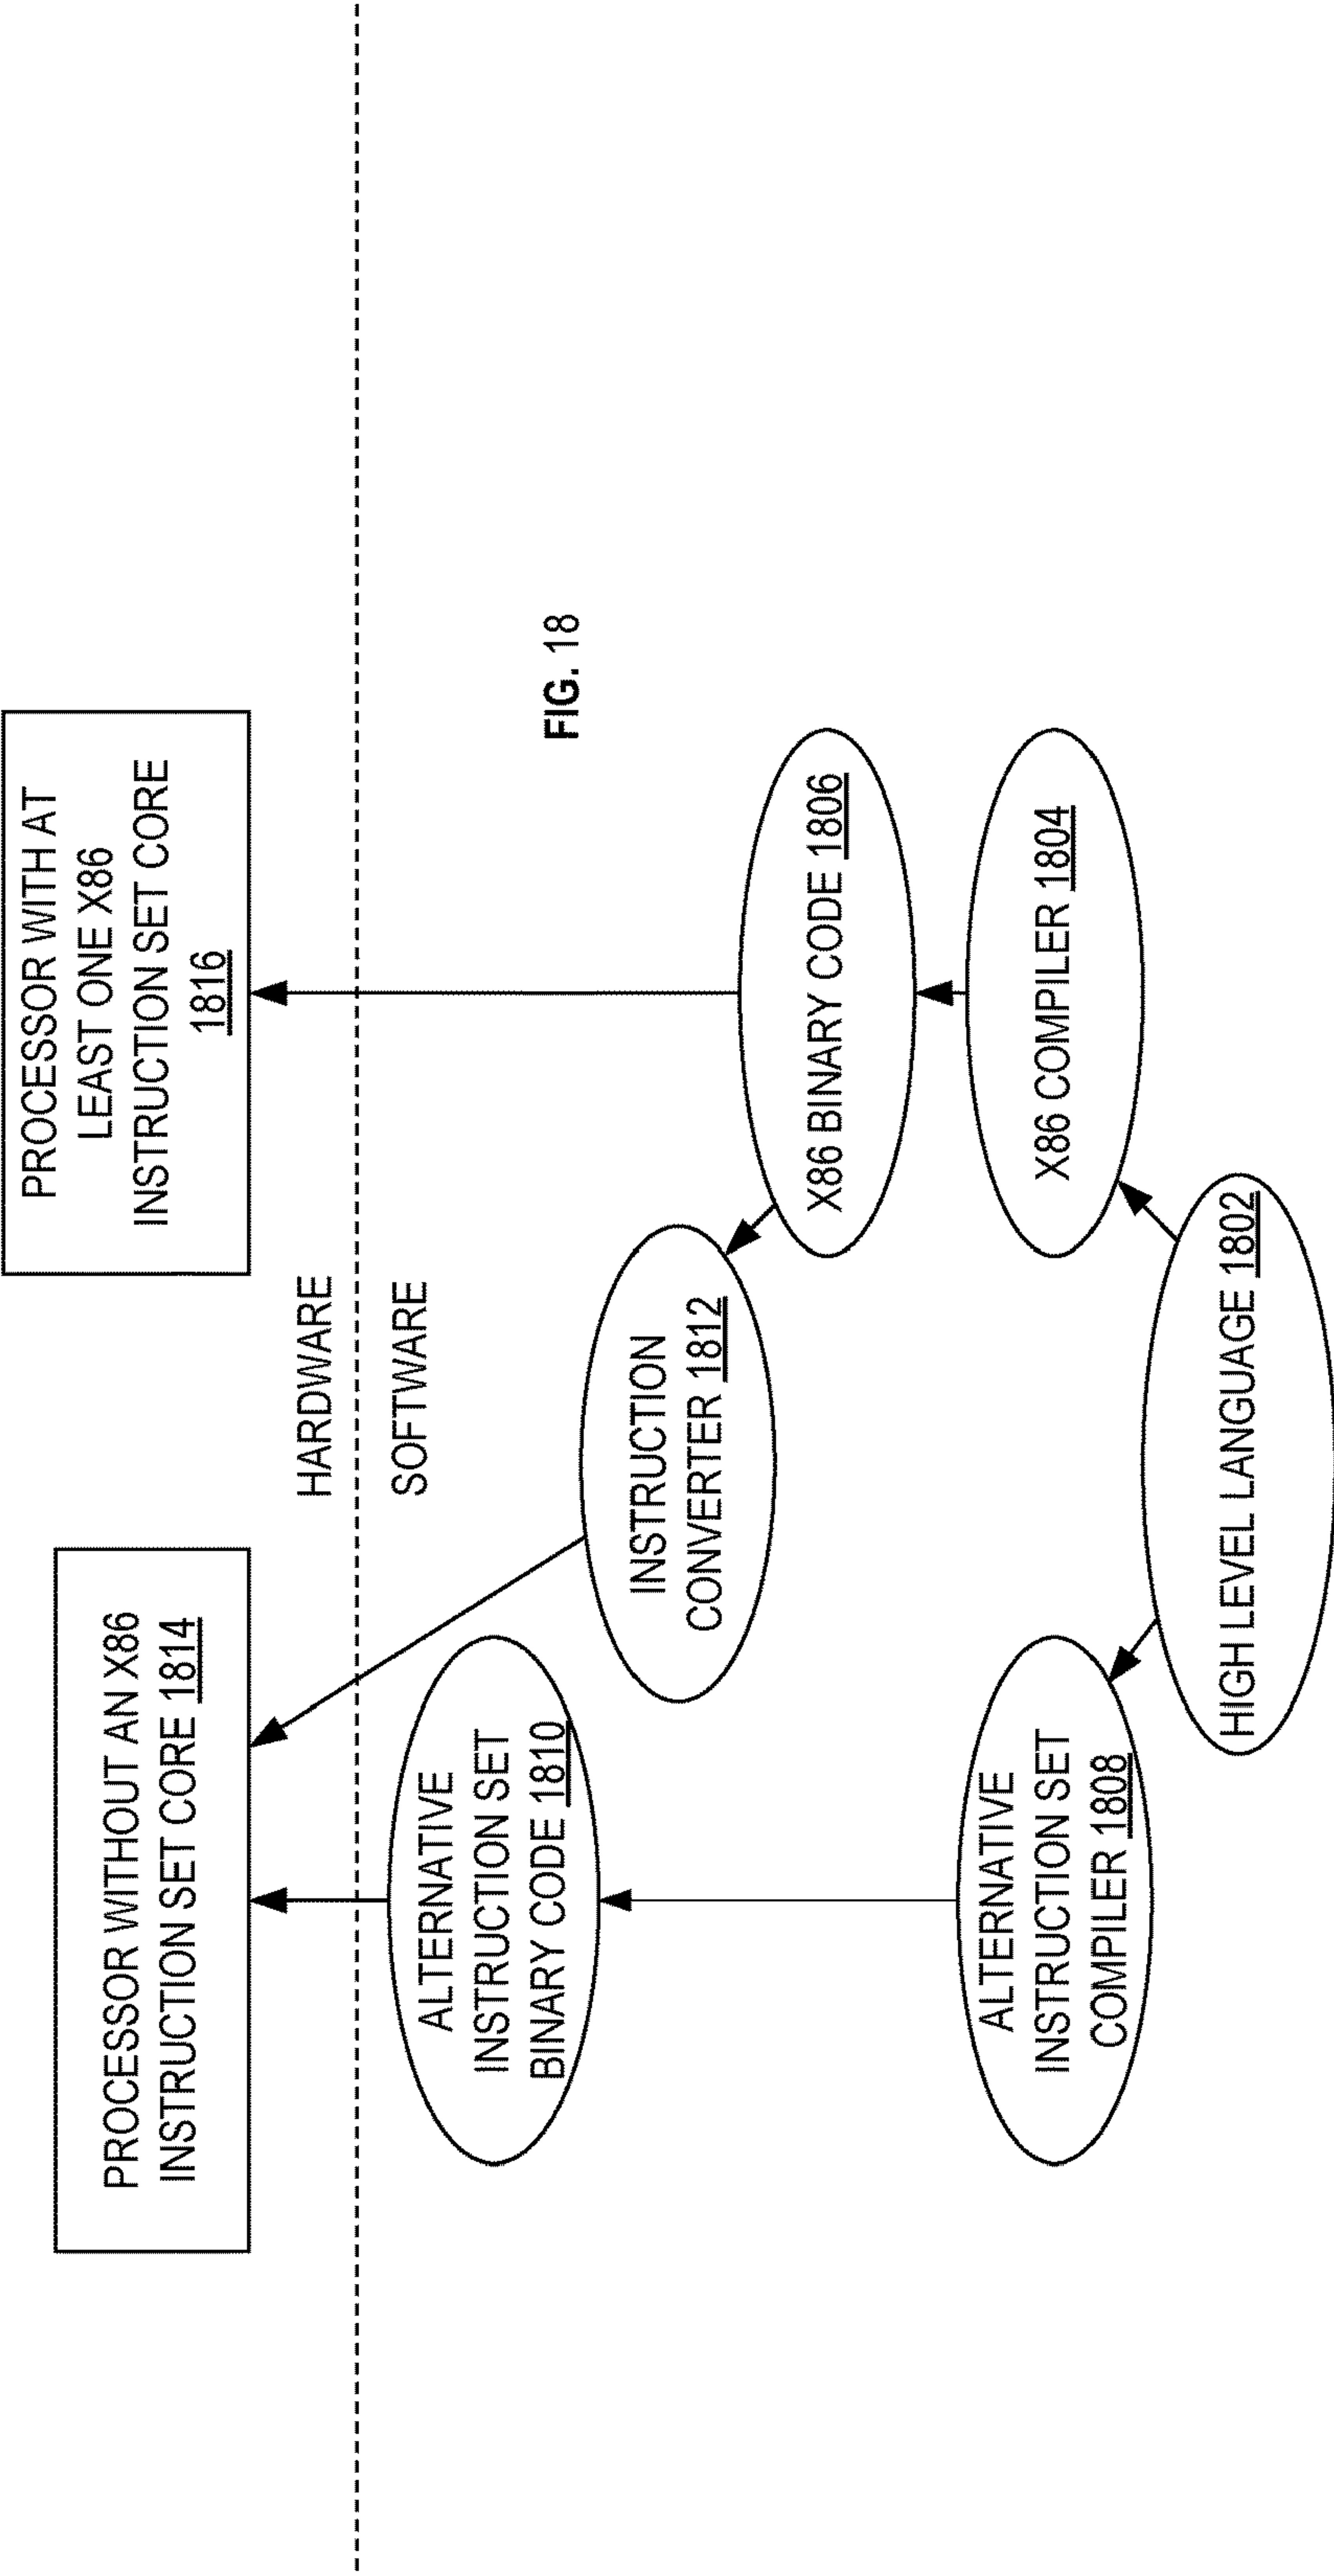 PROCESSOR WITHOUT AN X86
INSTRUCTION SET CORE 1814
PROCESSOR WITH AT
LEAST ONE X86
INSTRUCTION SET CORE
1816
HARDWARE
SOFTWARE
ALTERNATIVE
INSTRUCTION SET
BINARY CODE 1810
INSTRUCTION
CONVERTER 1812
FIG. 18
X86 BINARY CODE 1806
ALTERNATIVE
INSTRUCTION SET
COMPILER 1808
X86 COMPILER 1804
HIGH LEVEL LANGUAGE 1802